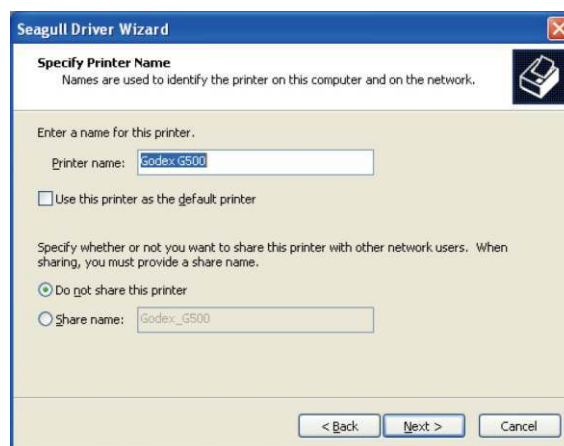 Seagull Driver Wizard
Specify Printer Name
Names are used to identify the printer on this computer and on the network.
Enter a name for this printer.
Printer name: Godex G500
Use this printer as the default printer
Specify whether or not you want to share this printer with other network users. When
sharing, you must provide a share name.
Do not share this printer
Share name: Godex_G500
< Back Next > Cancel